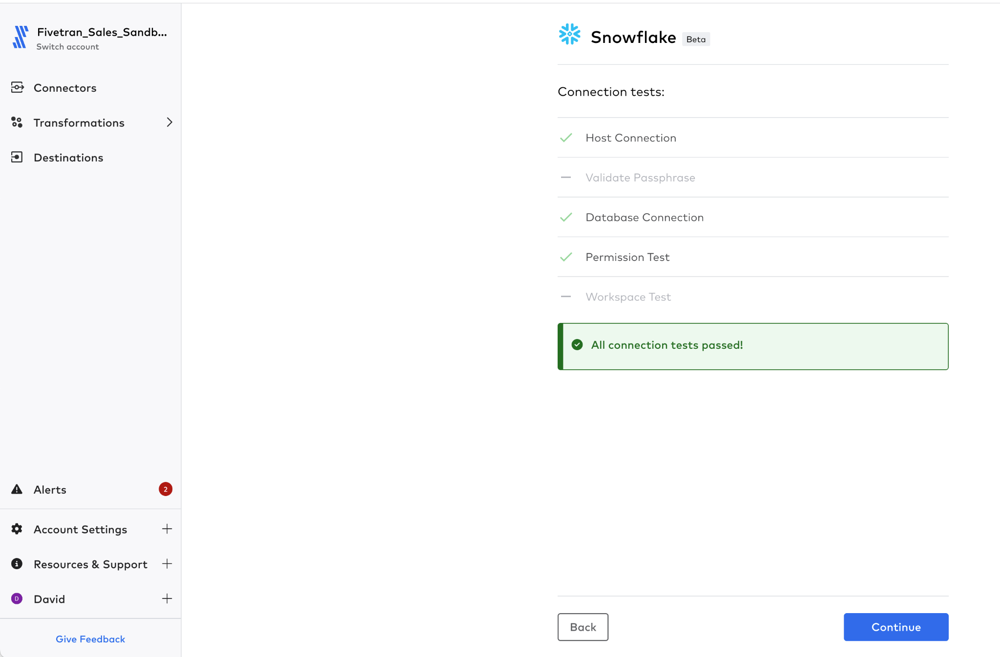 Fivetran_Sales_Sandb...
Switch account
Connectors
Transformations
Destinations
Alerts
2
Account Settings
Resources & Support
D
David
Give Feedback
Snowflake Beta
Connection tests:
Host Connection
Validate Passphrase
Database Connection
Permission Test
Workspace Test
All connection tests passed!
Back
Continue